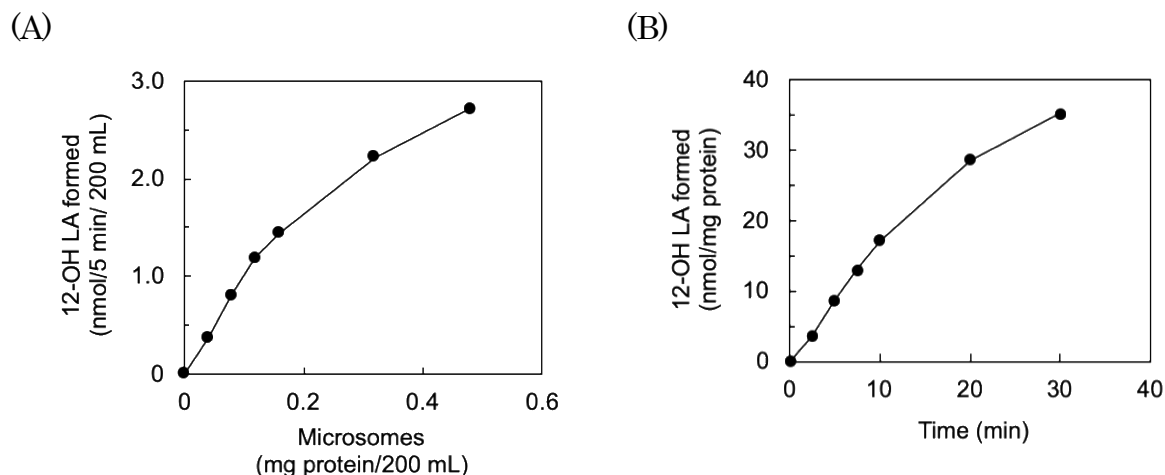 (A)
12-OH LA formed
(nmol/5 min/ 200 mL)
3.0
2.0
1.0
0
0 0.2 0.4 0.6
Microsomes
(mg protein/200 mL)
(B)
12-OH LA formed
(nmol/mg protein)
40
30
20
10
0
0 10 20 30 40
Time (min)